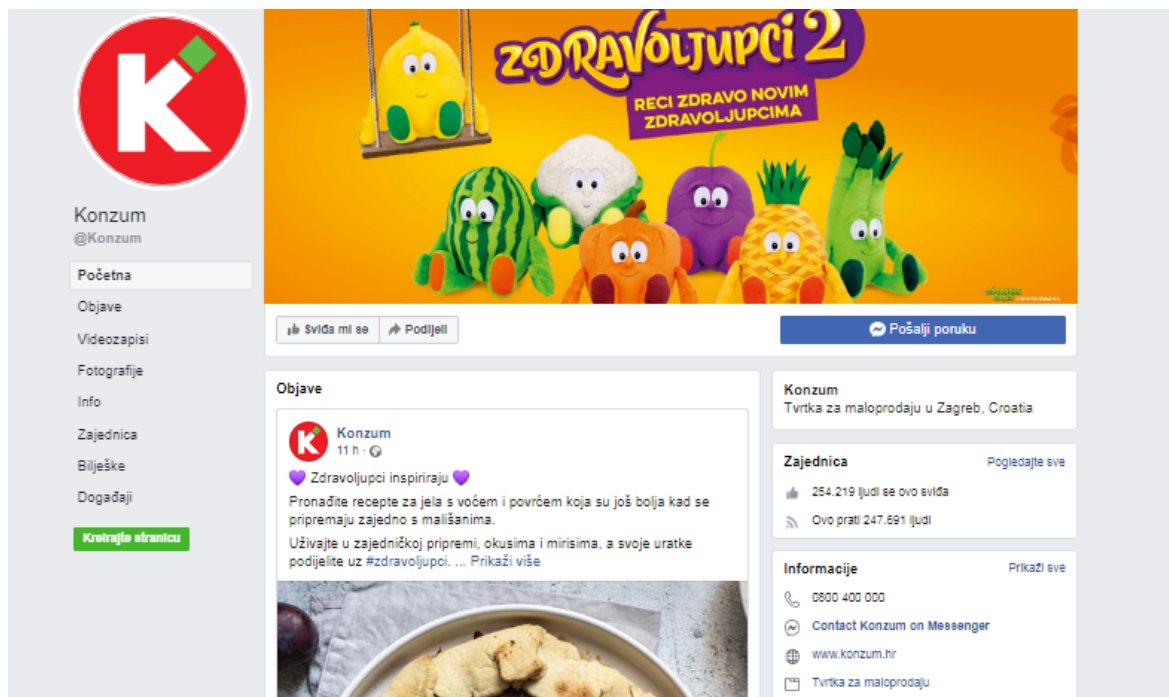 K
ZDRAVOLJUPCI 2
RECI ZDRAVO NOVIM
ZDRAVOLJUPCIMA
Konzum
@Konzum
Početna
Objave
Videozapisi
Fotografije
Info
Zajednica
Bilješke
Događaji
Kreirajte stranicu
Sviđa mi se
Podijeli
Pošalji poruku
Objave
K
Konzum
11 h ·
Zdravoljupci inspiriraju
Pronađite recepte za jela s voćem i povrćem koja su još bolja kad se
pripremaju zajedno s mališanima.
Uživajte u zajedničkoj pripremi, okusima i mirisima, a svoje uratke
podijelite uz #zdravoljupci. ... Prikaži više
Konzum
Tvrtka za maloprodaju u Zagreb, Croatia
Zajednica Pogledajte sve
254.219 ljudi se ovo sviđa
Ovo prati 247.691 ljudi
Informacije Prikaži sve
0800 400 000
Contact Konzum on Messenger
www.konzum.hr
Tvrtka za maloprodaju